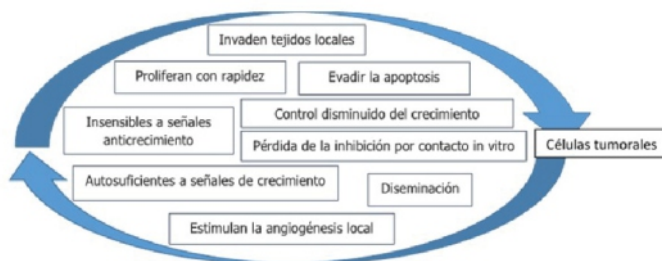 Invaden tejidos locales
Proliferan con rapidez
Evadir la apoptosis
Control disminuido del crecimiento
Insensibles a señales
anticrecimiento
Pérdida de la inhibición por contacto in vitro
Células tumorales
Autosuficientes a señales de crecimiento
Diseminación
Estimulan la angiogénesis local